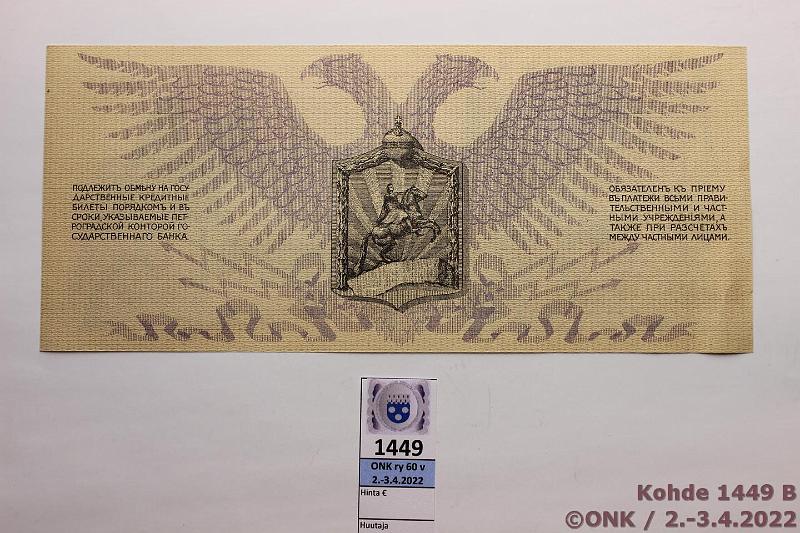 ПОДЛЕЖИТЪ ОБМѢНУ НА ГОСУ-
ДАРСТВЕННЫЕ КРЕДИТНЫЕ
БИЛЕТЫ ПОРЯДКОМЪ И ВЪ
СРОКИ, УКАЗЫВАЕМЫЕ ПЕТ-
РОГРАДСКОЙ КОНТОРОЙ ГО-
СУДАРСТВЕННАГО БАНКА.
ОБЯЗАТЕЛЕНЪ КЪ ПРІЕМУ
ВЪ ПЛАТЕЖИ ВСѢМИ ПРАВИ-
ТЕЛЬСТВЕННЫМИ И ЧАСТ-
НЫМИ УЧРЕЖДЕНІЯМИ, А
ТАКЖЕ ПРИ РАЗСЧЕТАХЪ
МЕЖДУ ЧАСТНЫМИ ЛИЦАМИ.
1449
ONK ry 60 v
2.-3.4.2022
Hinta €
Huutaja
Kohde 1449 B
©ONK / 2.-3.4.2022